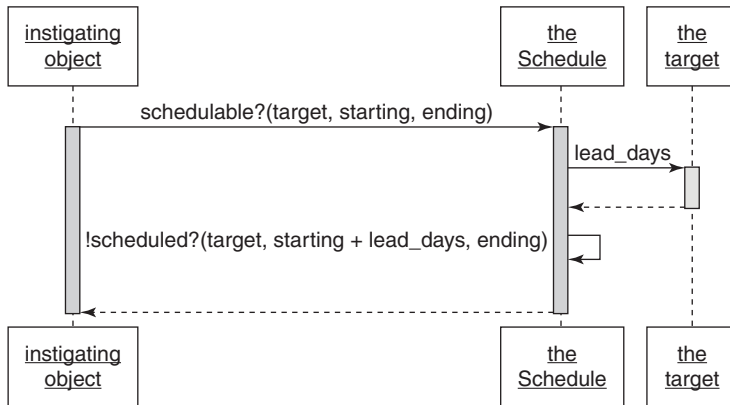 instigating
object
the
Schedule
the
target
schedulable?(target, starting, ending)
lead_days
!scheduled?(target, starting + lead_days, ending)
instigating
object
the
Schedule
the
target